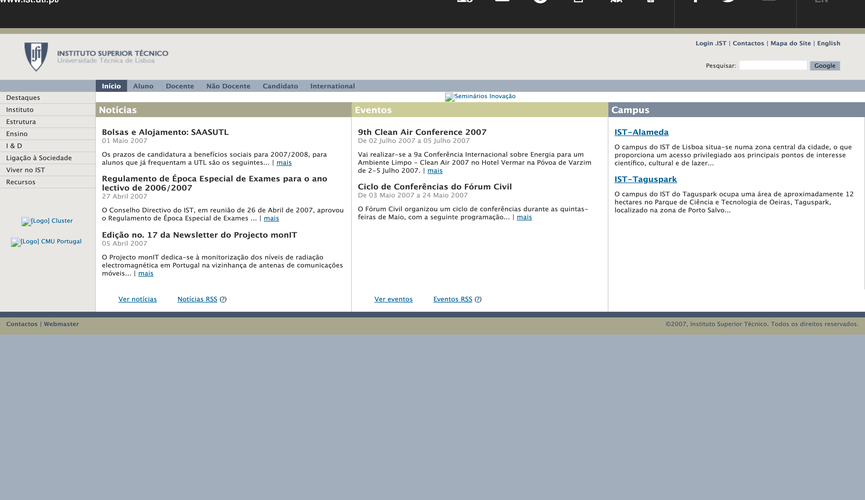 www.ist.utl.pt/
EN
INSTITUTO SUPERIOR TÉCNICO
Universidade Técnica de Lisboa
Login .IST | Contactos | Mapa do Site | English
Pesquisar:
Google
Início Aluno Docente Não Docente Candidato International
Destaques
Instituto
Estrutura
Ensino
I & D
Ligação à Sociedade
Viver no IST
Recursos
[Logo] Cluster
[Logo] CMU Portugal
Seminários Inovação
Notícias
Bolsas e Alojamento: SAASUTL
01 Maio 2007
Os prazos de candidatura a benefícios sociais para 2007/2008, para
alunos que já frequentam a UTL são os seguintes... | mais
Regulamento de Época Especial de Exames para o ano
lectivo de 2006/2007
27 Abril 2007
O Conselho Directivo do IST, em reunião de 26 de Abril de 2007, aprovou
o Regulamento de Época Especial de Exames ... | mais
Edição no. 17 da Newsletter do Projecto monIT
05 Abril 2007
O Projecto monIT dedica-se à monitorização dos níveis de radiação
electromagnética em Portugal na vizinhança de antenas de comunicações
móveis... | mais
Ver notícias Notícias RSS (?)
Eventos
9th Clean Air Conference 2007
De 02 Julho 2007 a 05 Julho 2007
Vai realizar-se a 9a Conferência Internacional sobre Energia para um
Ambiente Limpo - Clean Air 2007 no Hotel Vermar na Póvoa de Varzim
de 2-5 Julho 2007. | mais
Ciclo de Conferências do Fórum Civil
De 03 Maio 2007 a 24 Maio 2007
O Fórum Civil organizou um ciclo de conferências durante as quintas-
feiras de Maio, com a seguinte programação... | mais
Ver eventos Eventos RSS (?)
Campus
IST-Alameda
O campus do IST de Lisboa situa-se numa zona central da cidade, o que
proporciona um acesso privilegiado aos principais pontos de interesse
científico, cultural e de lazer...
IST-Taguspark
O campus do IST do Taguspark ocupa uma área de aproximadamente 12
hectares no Parque de Ciência e Tecnologia de Oeiras, Taguspark,
localizado na zona de Porto Salvo...
Contactos | Webmaster
©2007, Instituto Superior Técnico. Todos os direitos reservados.